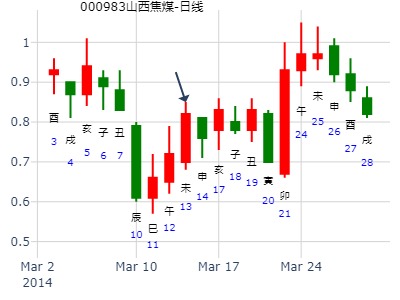 000983山西焦煤-日线
1
0.9
0.8
0.7
0.6
0.5
酉
3
戌
4
亥
5
子
6
丑
7
辰
10
巳
11
午
12
未
13
申
14
亥
17
子
18
丑
19
寅
20
卯
21
午
24
未
25
申
26
酉
27
戌
28
Mar 2
2014
Mar 10
Mar 17
Mar 24